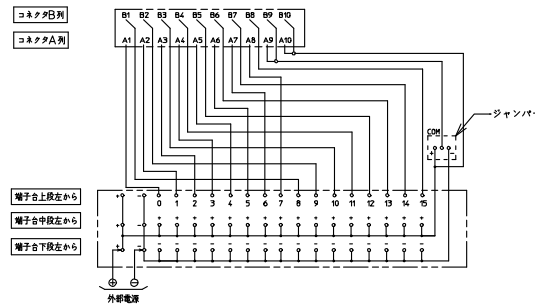 コネクタB列
コネクタA列
B1 B2 B3 B4 B5 B6 B7 B8 B9 B10
A1 A2 A3 A4 A5 A6 A7 A8 A9 A10
ジャンパー
COM
+ -
端子台上段左から
+ - 0 1 2 3 4 5 6 7 8 9 10 11 12 13 14 15
端子台中段左から
+ - + + + + + + + + + + + + + + + +
端子台下段左から
+ - - - - - - - - - - - - - - - - -
+ -
外部電源